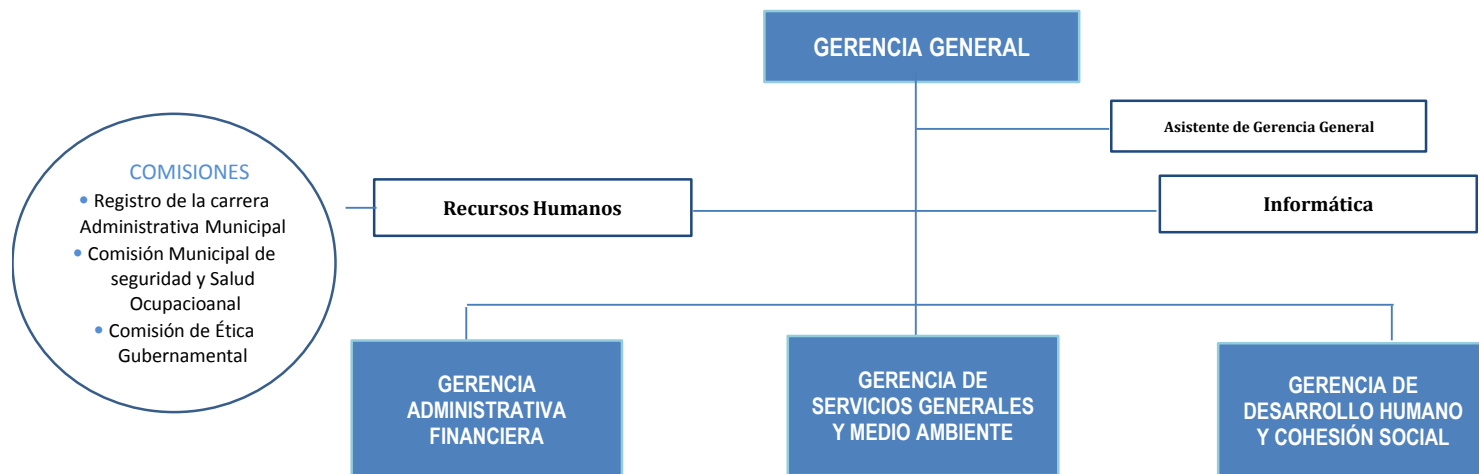 GERENCIA GENERAL
Asistente de Gerencia General
COMISIONES
• Registro de la carrera
Administrativa Municipal
• Comisión Municipal de
seguridad y Salud
Ocupacioanal
• Comisión de Ética
Gubernamental
Recursos Humanos
Informática
GERENCIA
ADMINISTRATIVA
FINANCIERA
GERENCIA DE
SERVICIOS GENERALES
Y MEDIO AMBIENTE
GERENCIA DE
DESARROLLO HUMANO
Y COHESIÓN SOCIAL